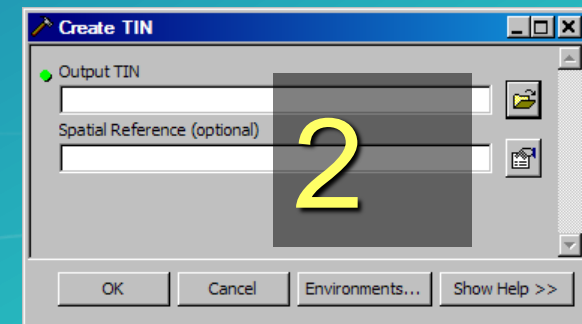 Create TIN
Output TIN
Spatial Reference (optional)
2
OK Cancel Environments... Show Help >>